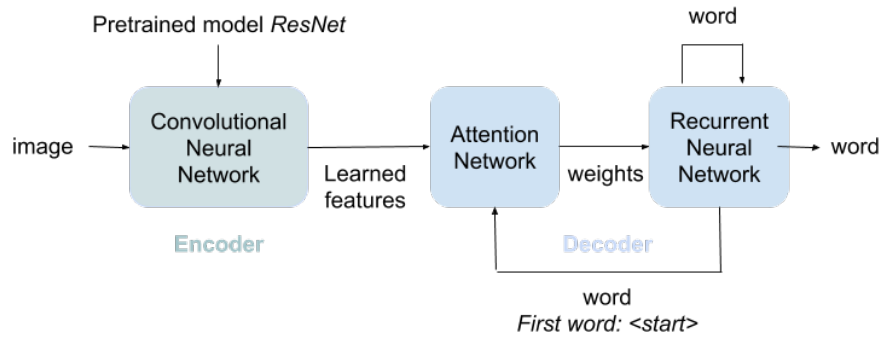 Pretrained model ResNet
word
image
Convolutional
Neural
Network
Learned
features
Attention
Network
weights
Recurrent
Neural
Network
word
Encoder
Decoder
word
First word: <start>